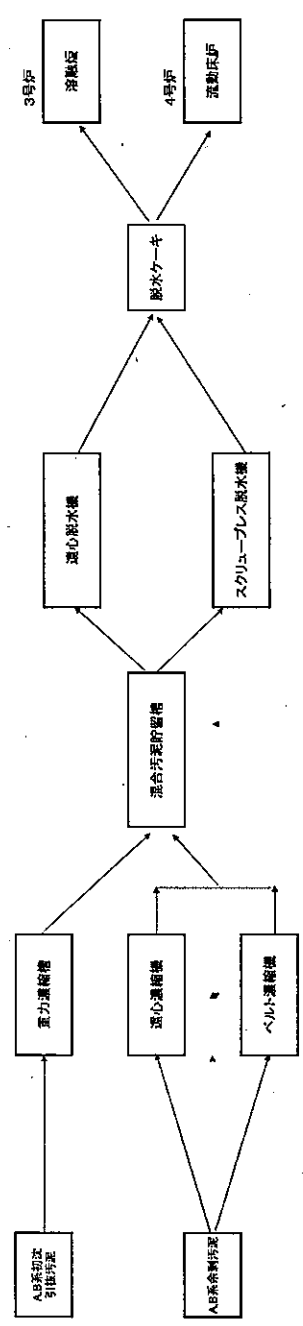 A,B系初沈
引抜汚泥
重力濃縮槽
A,B系余剰汚泥
遠心濃縮機
ベルト濃縮機
混合汚泥貯留槽
遠心脱水機
スクリュープレス脱水機
脱水ケーキ
3号炉
溶融炉
4号炉
流動床炉